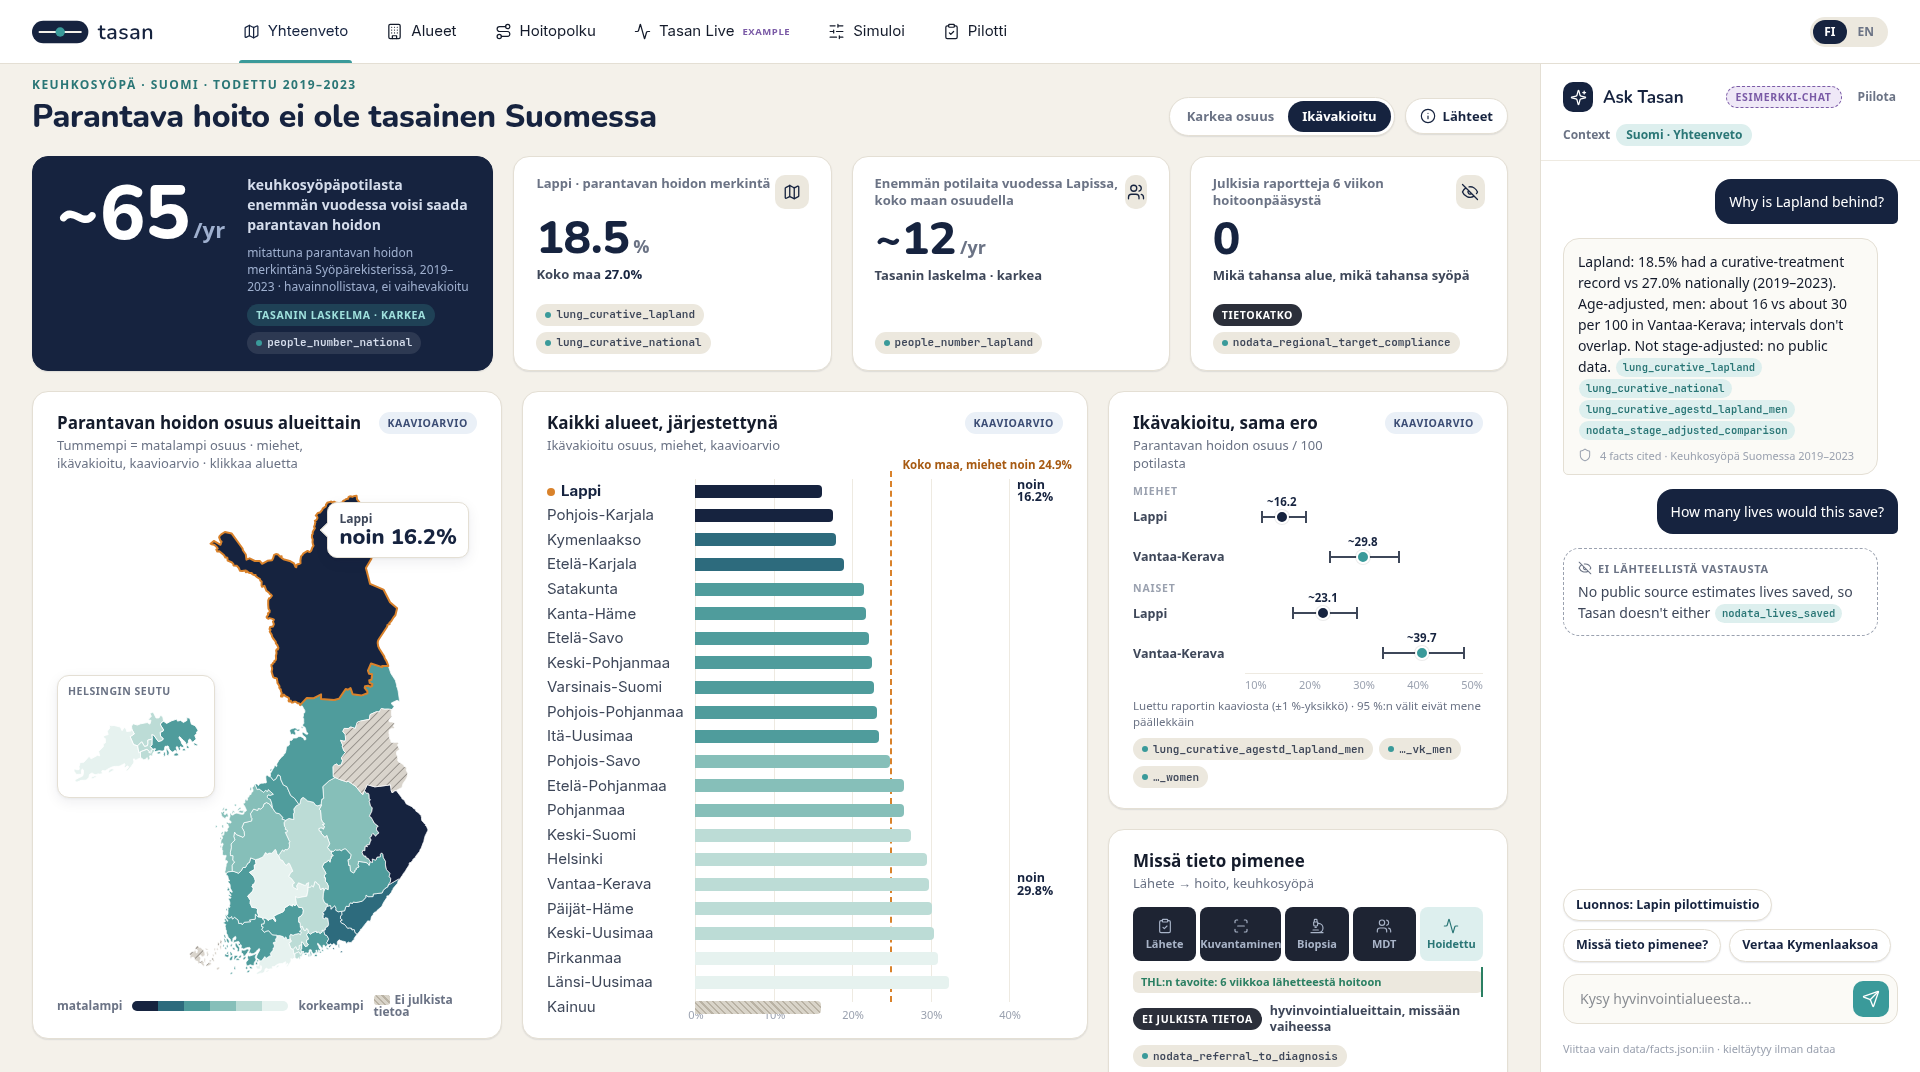 tasan
Yhteenveto
Alueet
Hoitopolku
Tasan Live EXAMPLE
Simuloi
Pilotti
FI EN
KEUHKOSYÖPÄ · SUOMI · TODETTU 2019–2023
Parantava hoito ei ole tasainen Suomessa
Karkea osuus
Ikävakioitu
Lähteet
~65 /yr
keuhkosyöpäpotilasta
enemmän vuodessa voisi saada
parantavan hoidon
mitattuna parantavan hoidon
merkintänä Syöpärekisterissä, 2019–
2023 · havainnollistava, ei vaihevakioitu
TASANIN LASKELMA · KARKEA
people_number_national
Lappi · parantavan hoidon merkintä
18.5 %
Koko maa 27.0%
lung_curative_lapland
lung_curative_national
Enemmän potilaita vuodessa Lapissa,
koko maan osuudella
~12 /yr
Tasanin laskelma · karkea
people_number_lapland
Julkisia raportteja 6 viikon
hoitoonpääsystä
0
Mikä tahansa alue, mikä tahansa syöpä
TIETOKATKO
nodata_regional_target_compliance
Parantavan hoidon osuus alueittain
KAAVIOARVIO
Tummempi = matalampi osuus · miehet,
ikävakioitu, kaavioarvio · klikkaa aluetta
Lappi
noin 16.2%
HELSINGIN SEUTU
matalampi
korkeampi
Ei julkista
tietoa
Kaikki alueet, järjestettynä
KAAVIOARVIO
Ikävakioitu osuus, miehet, kaavioarvio
Koko maa, miehet noin 24.9%
Lappi
noin
16.2%
Pohjois-Karjala
Kymenlaakso
Etelä-Karjala
Satakunta
Kanta-Häme
Etelä-Savo
Keski-Pohjanmaa
Varsinais-Suomi
Pohjois-Pohjanmaa
Itä-Uusimaa
Pohjois-Savo
Etelä-Pohjanmaa
Pohjanmaa
Keski-Suomi
Helsinki
Vantaa-Kerava
noin
29.8%
Päijät-Häme
Keski-Uusimaa
Pirkanmaa
Länsi-Uusimaa
Kainuu
0% 10% 20% 30% 40%
Ikävakioitu, sama ero
KAAVIOARVIO
Parantavan hoidon osuus / 100
potilasta
MIEHET
~16.2
Lappi
~29.8
Vantaa-Kerava
NAISET
~23.1
Lappi
~39.7
Vantaa-Kerava
10% 20% 30% 40% 50%
Luettu raportin kaaviosta (±1 %-yksikkö) · 95 %:n välit eivät mene
päällekkäin
lung_curative_agestd_lapland_men
…_vk_men
…_women
Missä tieto pimenee
Lähete → hoito, keuhkosyöpä
Lähete
Kuvantaminen
Biopsia
MDT
Hoidettu
THL:n tavoite: 6 viikkoa lähetteestä hoitoon
EI JULKISTA TIETOA
hyvinvointialueittain, missään
vaiheessa
nodata_referral_to_diagnosis
Ask Tasan
ESIMERKKI-CHAT
Piilota
Context
Suomi · Yhteenveto
Why is Lapland behind?
Lapland: 18.5% had a curative-treatment
record vs 27.0% nationally (2019–2023).
Age-adjusted, men: about 16 vs about 30
per 100 in Vantaa-Kerava; intervals don't
overlap. Not stage-adjusted: no public
data. lung_curative_lapland
lung_curative_national
lung_curative_agestd_lapland_men
nodata_stage_adjusted_comparison
4 facts cited · Keuhkosyöpä Suomessa 2019–2023
How many lives would this save?
EI LÄHTEELLISTÄ VASTAUSTA
No public source estimates lives saved, so
Tasan doesn't either nodata_lives_saved
Luonnos: Lapin pilottimuistio
Missä tieto pimenee?
Vertaa Kymenlaaksoa
Kysy hyvinvointialueesta…
Viittaa vain data/facts.json:iin · kieltäytyy ilman dataa